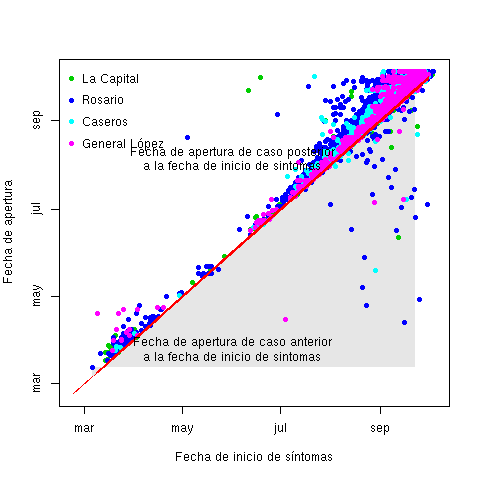 La Capital
Rosario
Caseros
General López
Fecha de apertura de caso posterior
a la fecha de inicio de sintomas
Fecha de apertura de caso anterior
a la fecha de inicio de sintomas
Fecha de apertura
sep
jul
may
mar
mar
may
jul
sep
Fecha de inicio de síntomas